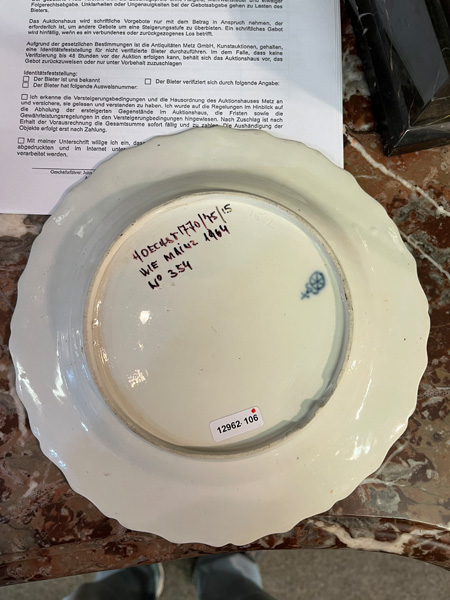 Folgerechtsabgabe. Unklarheiten oder Ungenauigkeiten bei der Gebotsabgabe gehen zu Lasten des
Bieters.
Das Auktionshaus wird schriftliche Vorgebote nur mit dem Betrag in Anspruch nehmen, der
erforderlich ist, um andere Gebote um eine Steigerungsstufe zu überbieten. Ein schriftliches Gebot
wird hinfällig, wenn es ein verbundenes oder zurückgezogenes Los betrifft.
Aufgrund der gesetzlichen Bestimmungen ist die Antiquitäten Metz GmbH, Kunstauktionen, gehalten,
eine Identitätsfeststellung für nicht verifizierte Bieter durchzuführen. Im dem Falle, dass keine
Verifizierung bis 48 Stunden vor der Auktion erfolgen kann, behält sich das Auktionshaus vor, das
Gebot zurückzuweisen oder nur unter Vorbehalt zuzuschlagen
Identitätsfeststellung:
Der Bieter ist uns bekannt
Der Bieter verifiziert sich durch folgende Angabe:
Der Bieter hat folgende Ausweisnummer:
Ich erkenne die Versteigerungsbedingungen und die Hausordnung des Auktionshauses Metz an
und versichere, sie gelesen und verstanden zu haben. Ich wurde auf die Regelungen im Hinblick auf
die Abholung der ersteigerten Gegenstände im Auktionshaus, die Fristen sowie die
Gewährleistungsregelungen in den Versteigerungsbedingungen hingewiesen. Nach Zuschlag ist nach
Erhalt der Vorausrechnung die Gesamtsumme sofort fällig und zu zahlen. Die Aushändigung der
Objekte erfolgt erst nach Zahlung.
Mit meiner Unterschrift willige ich ein, das
abgedruckten und im Internet unter
verarbeitet werden.
HOECHST/770/75/15
WIE MAINZ 1964
No 354
12962-106